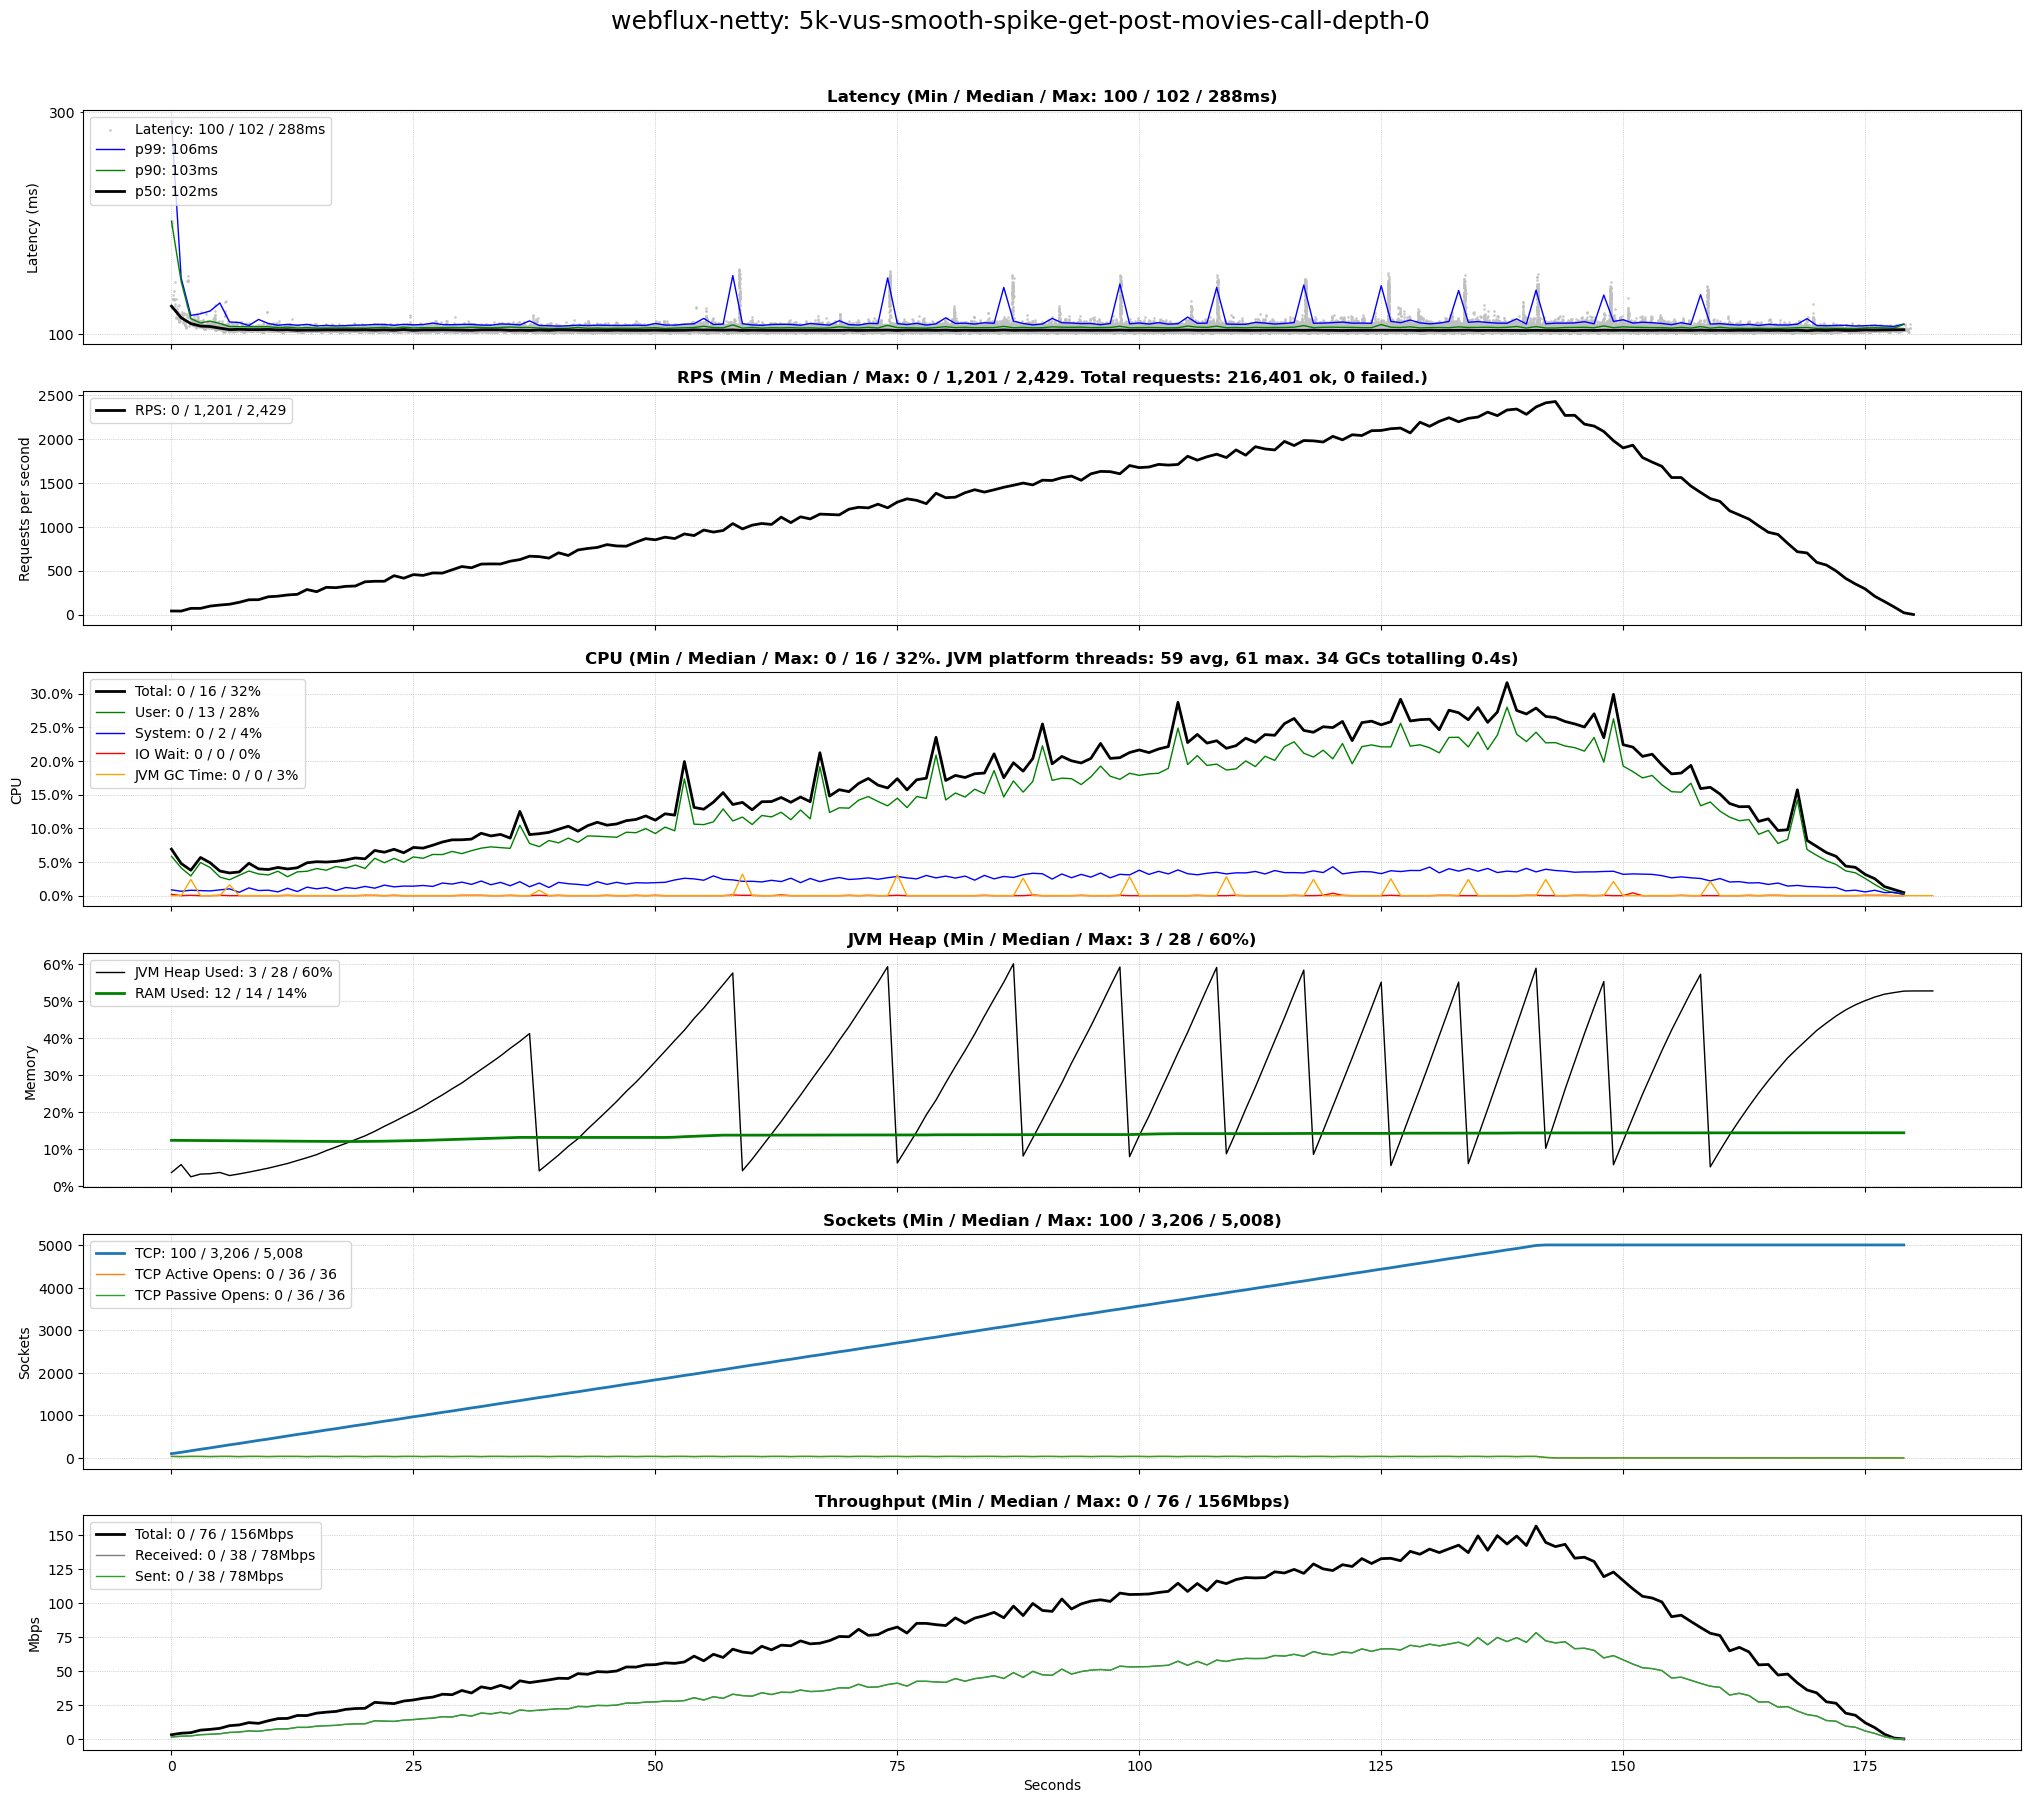 webflux-netty: 5k-vus-smooth-spike-get-post-movies-call-depth-0
Latency (Min / Median / Max: 100 / 102 / 288ms)
300
100
Latency (ms)
Latency: 100 / 102 / 288ms
p99: 106ms
p90: 103ms
p50: 102ms
RPS (Min / Median / Max: 0 / 1,201 / 2,429. Total requests: 216,401 ok, 0 failed.)
2500
2000
1500
1000
500
0
Requests per second
RPS: 0 / 1,201 / 2,429
CPU (Min / Median / Max: 0 / 16 / 32%. JVM platform threads: 59 avg, 61 max. 34 GCs totalling 0.4s)
30.0%
25.0%
20.0%
15.0%
10.0%
5.0%
0.0%
CPU
Total: 0 / 16 / 32%
User: 0 / 13 / 28%
System: 0 / 2 / 4%
IO Wait: 0 / 0 / 0%
JVM GC Time: 0 / 0 / 3%
JVM Heap (Min / Median / Max: 3 / 28 / 60%)
60%
50%
40%
30%
20%
10%
0%
Memory
JVM Heap Used: 3 / 28 / 60%
RAM Used: 12 / 14 / 14%
Sockets (Min / Median / Max: 100 / 3,206 / 5,008)
5000
4000
3000
2000
1000
0
Sockets
TCP: 100 / 3,206 / 5,008
TCP Active Opens: 0 / 36 / 36
TCP Passive Opens: 0 / 36 / 36
Throughput (Min / Median / Max: 0 / 76 / 156Mbps)
150
125
100
75
50
25
0
Mbps
Total: 0 / 76 / 156Mbps
Received: 0 / 38 / 78Mbps
Sent: 0 / 38 / 78Mbps
0 25 50 75 100 125 150 175
Seconds